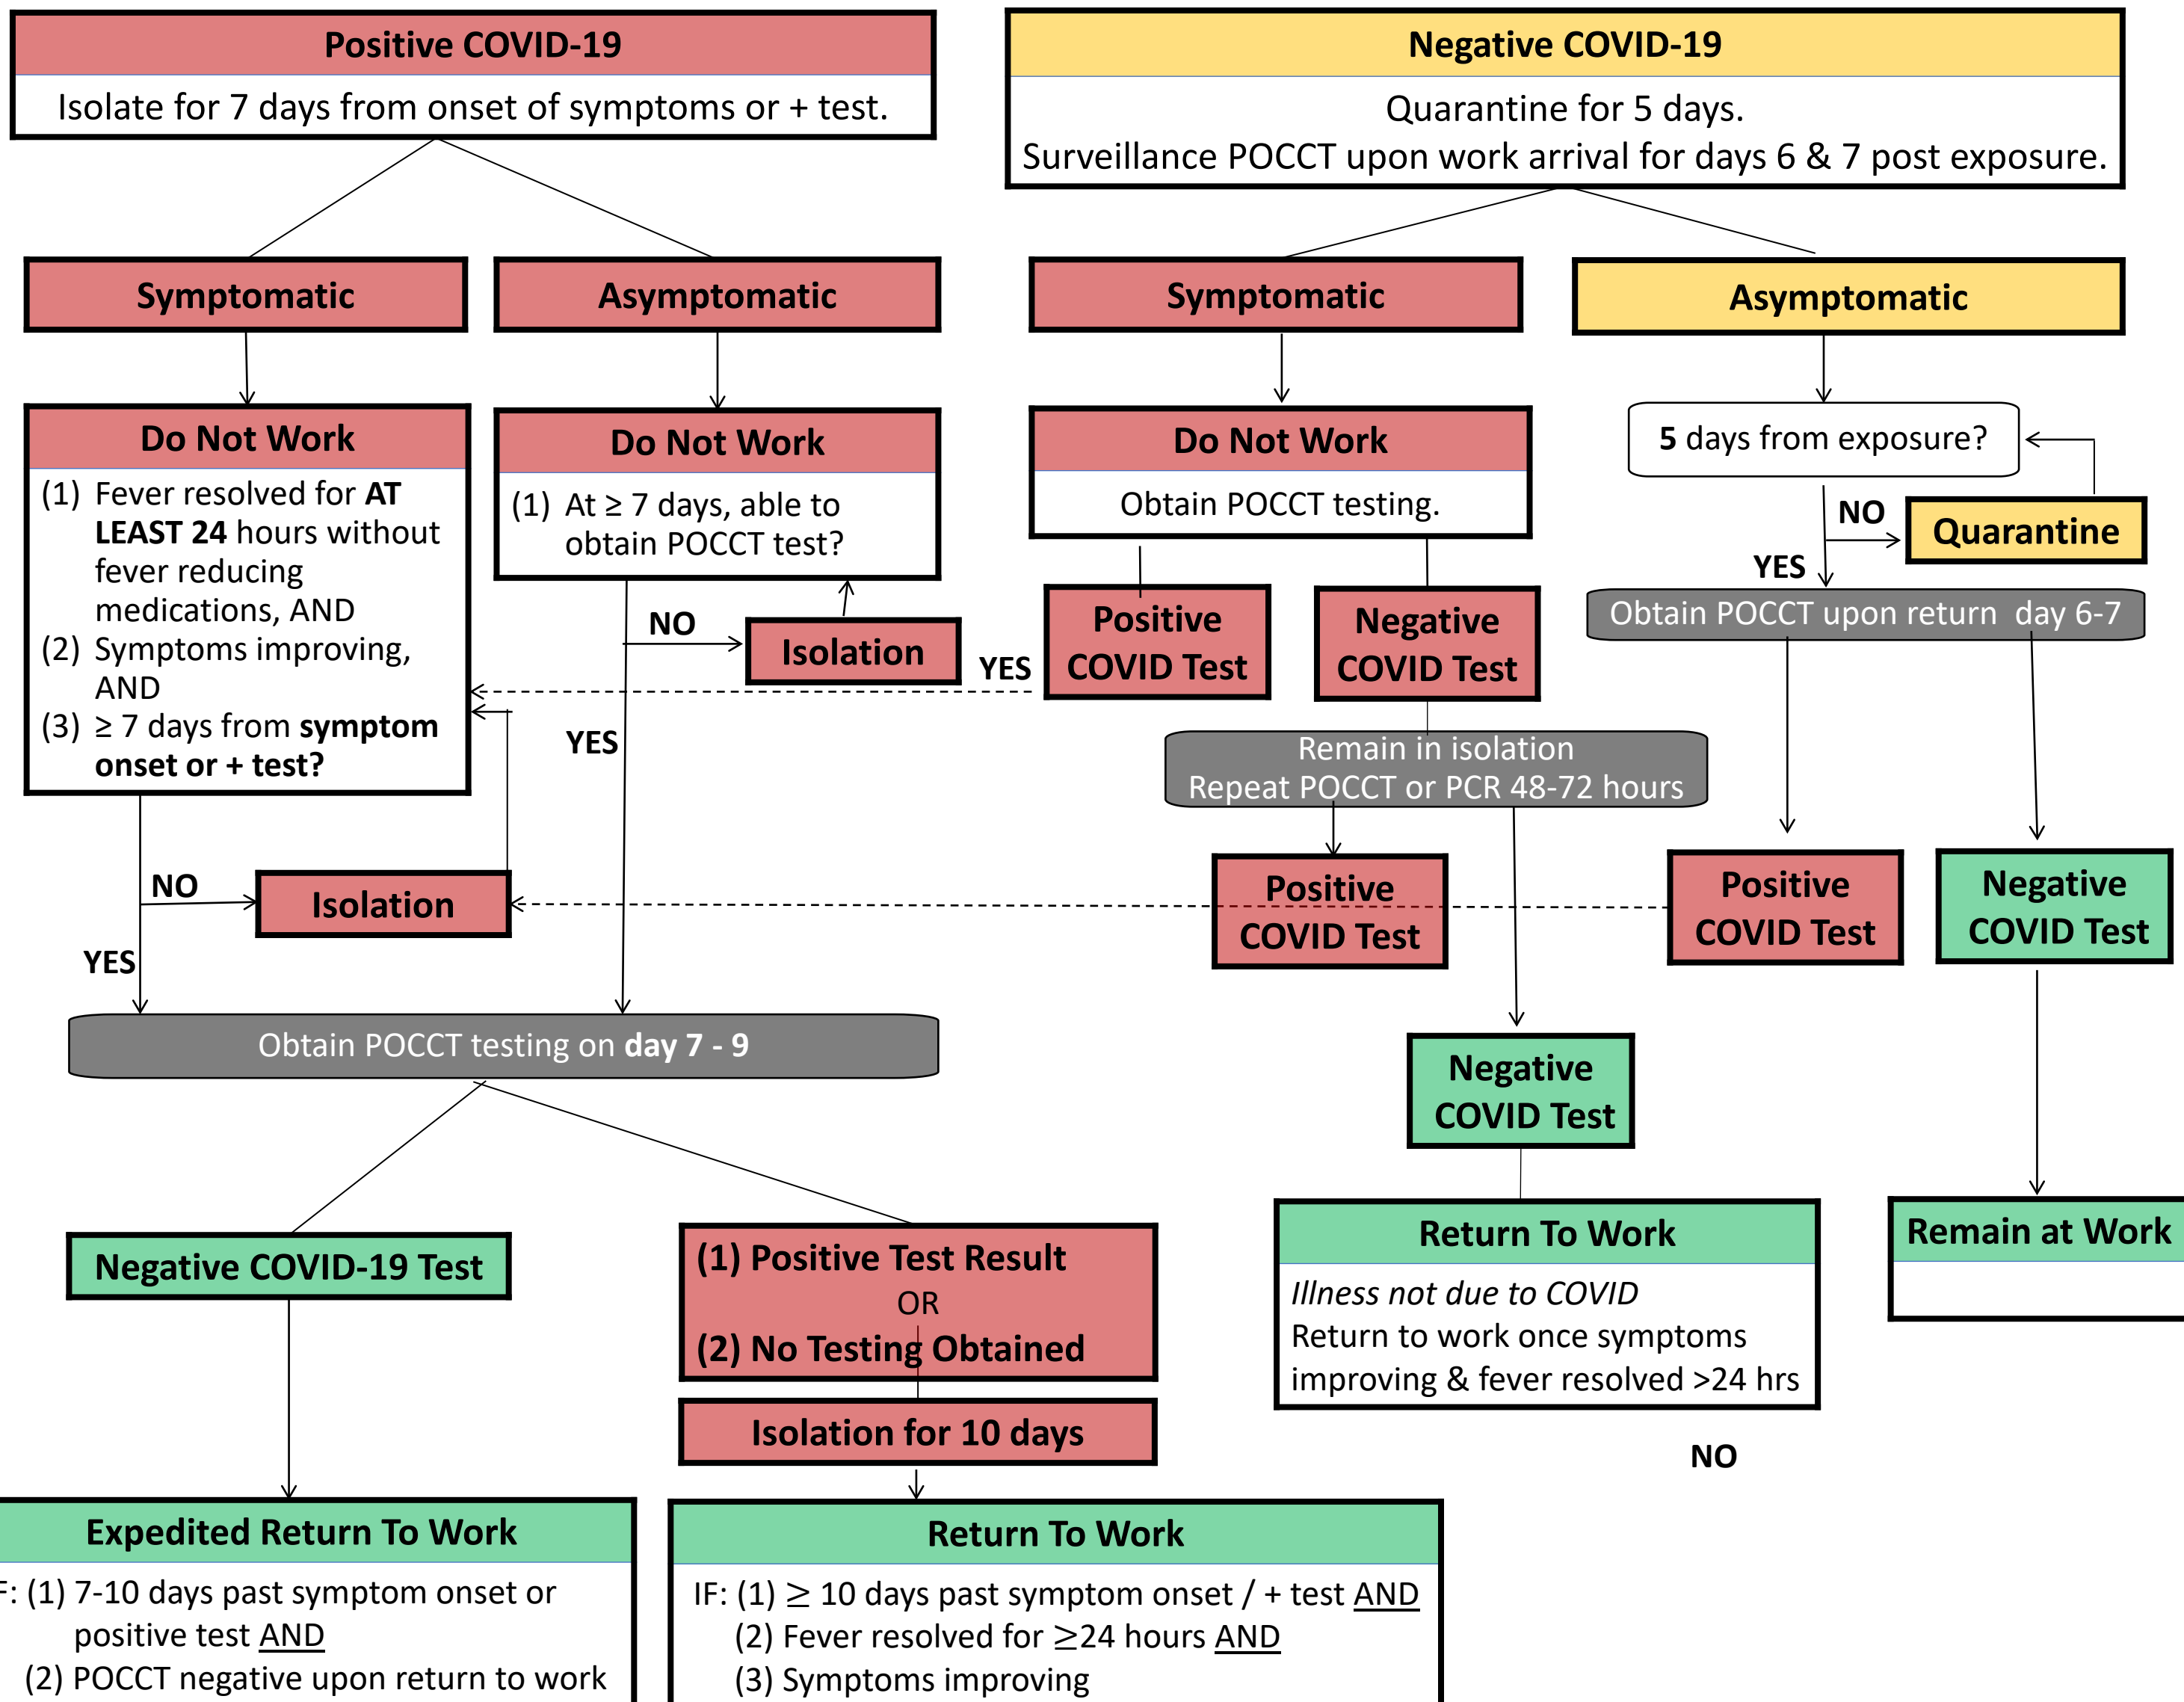 Positive COVID-19
Isolate for 7 days from onset of symptoms or + test.
Negative COVID-19
Quarantine for 5 days.
Surveillance POCCT upon work arrival for days 6 & 7 post exposure.
Symptomatic
Asymptomatic
Symptomatic
Asymptomatic
Do Not Work
(1) Fever resolved for AT
LEAST 24 hours without
fever reducing
medications, AND
(2) Symptoms improving,
AND
(3) ≥ 7 days from symptom
onset or + test?
Do Not Work
(1) At ≥ 7 days, able to
obtain POCCT test?
NO
Isolation
YES
Do Not Work
Obtain POCCT testing.
Positive
COVID Test
YES
Negative
COVID Test
Remain in isolation
Repeat POCCT or PCR 48-72 hours
5 days from exposure?
NO
Quarantine
YES
Obtain POCCT upon return day 6-7
NO
Isolation
YES
Positive
COVID Test
Positive
COVID Test
Negative
COVID Test
Obtain POCCT testing on day 7 - 9
Negative
COVID Test
Negative COVID-19 Test
(1) Positive Test Result
OR
(2) No Testing Obtained
Isolation for 10 days
Return To Work
Illness not due to COVID
Return to work once symptoms
improving & fever resolved >24 hrs
Remain at Work
NO
Expedited Return To Work
F: (1) 7-10 days past symptom onset or
positive test AND
(2) POCCT negative upon return to work
Return To Work
IF: (1) ≥ 10 days past symptom onset / + test AND
(2) Fever resolved for ≥24 hours AND
(3) Symptoms improving